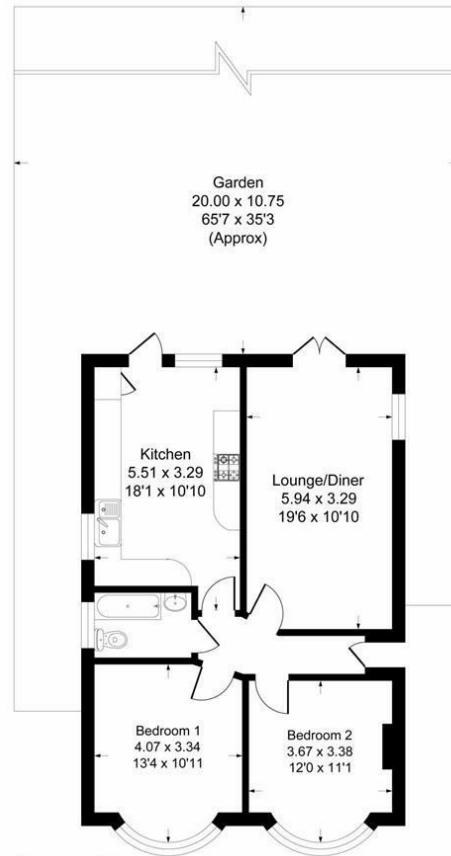 Garden
20.00 x 10.75
65'7 x 35'3
(Approx)
Kitchen
5.51 x 3.29
18'1 x 10'10
Lounge/Diner
5.94 x 3.29
19'6 x 10'10
Bedroom 1
4.07 x 3.34
13'4 x 10'11
Bedroom 2
3.67 x 3.38
12'0 x 11'1